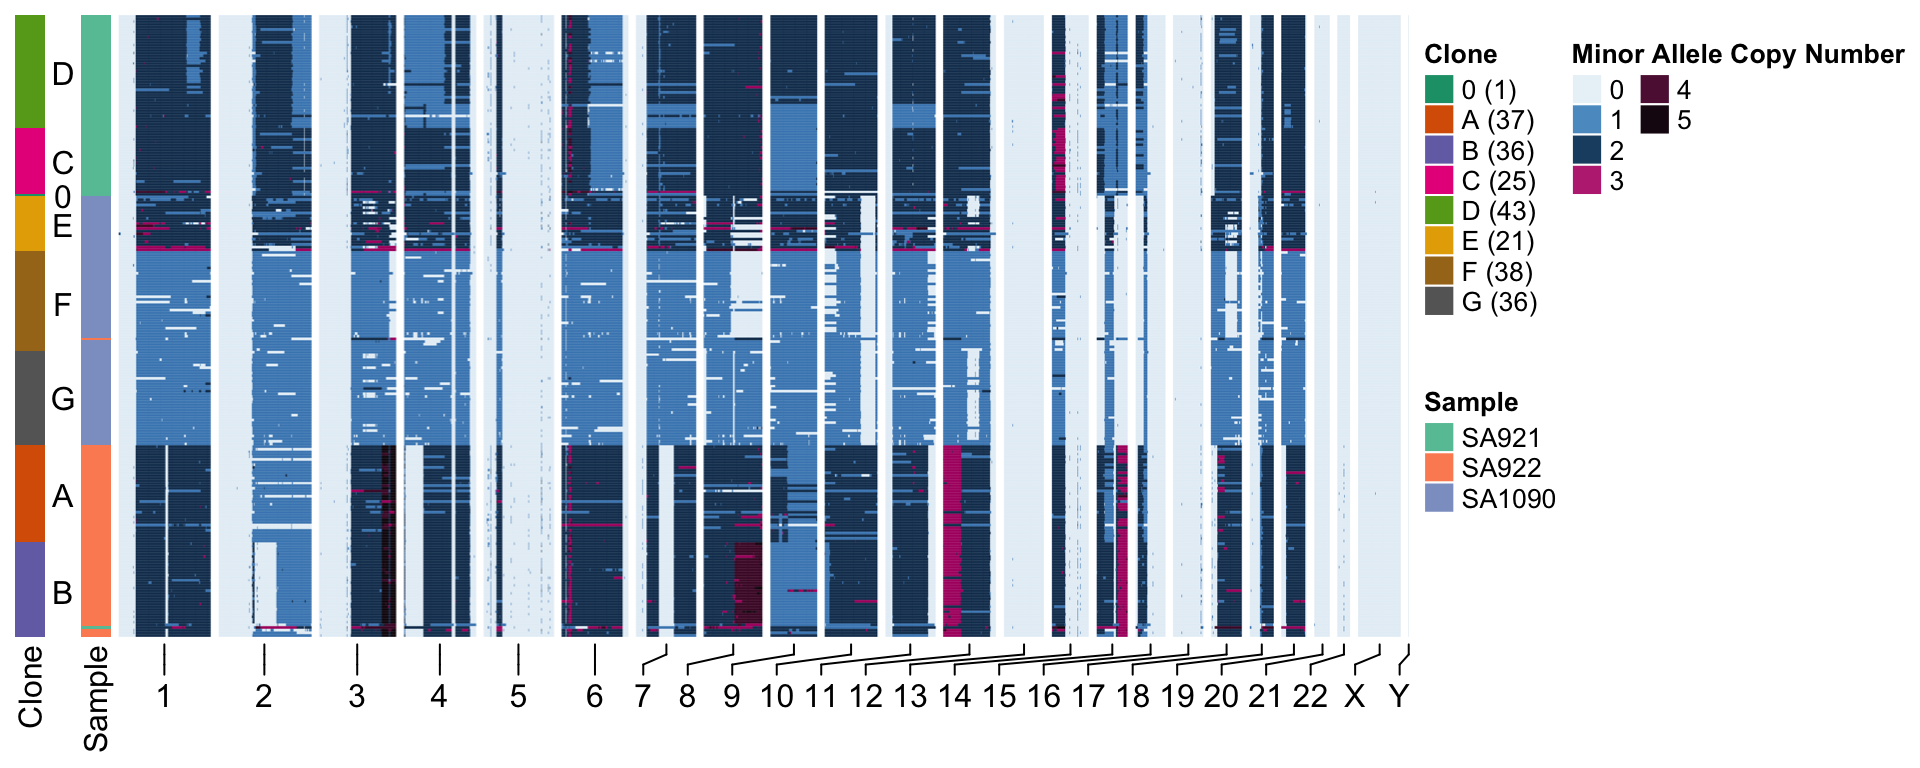 D
C
0
E
F
G
A
B
Clone
Sample
1 2 3 4 5 6 7 8 9 10 11 12 13 14 15 16 17 18 19 20 21 22 X Y
Clone
0 (1)
A (37)
B (36)
C (25)
D (43)
E (21)
F (38)
G (36)
Minor Allele Copy Number
0 4
1 5
2
3
Sample
SA921
SA922
SA1090